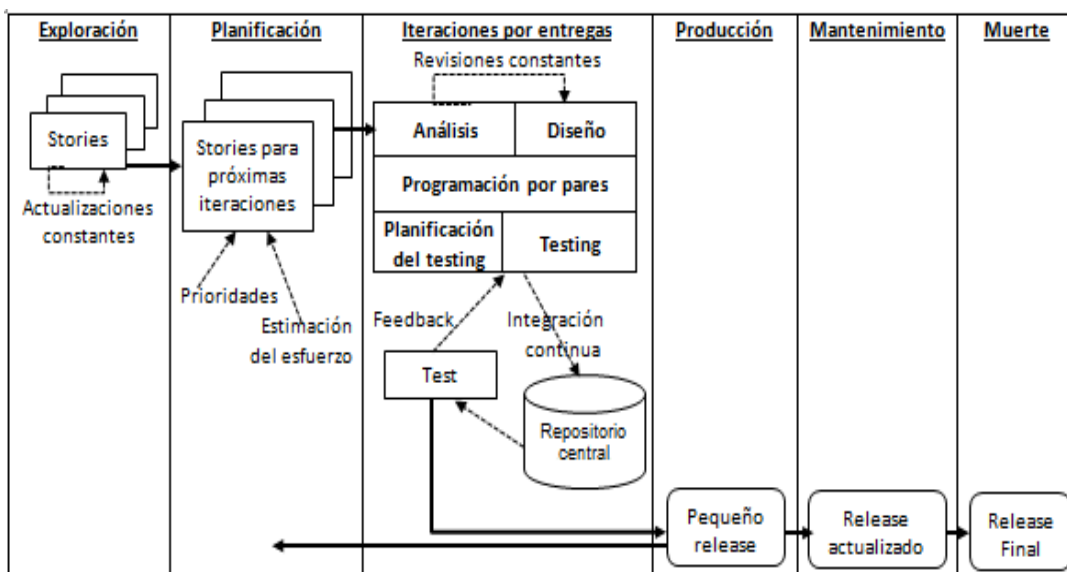 Exploración
Planificación
Iteraciones por entregas
Producción
Mantenimiento
Muerte
Stories
Actualizaciones
constantes
Stories para
próximas
iteraciones
Prioridades
Estimación
del esfuerzo
Revisiones constantes
Análisis
Diseño
Programación por pares
Planificación
del testing
Testing
Feedback
Integración
continua
Test
Repositorio
central
Pequeño
release
Release
actualizado
Release
Final